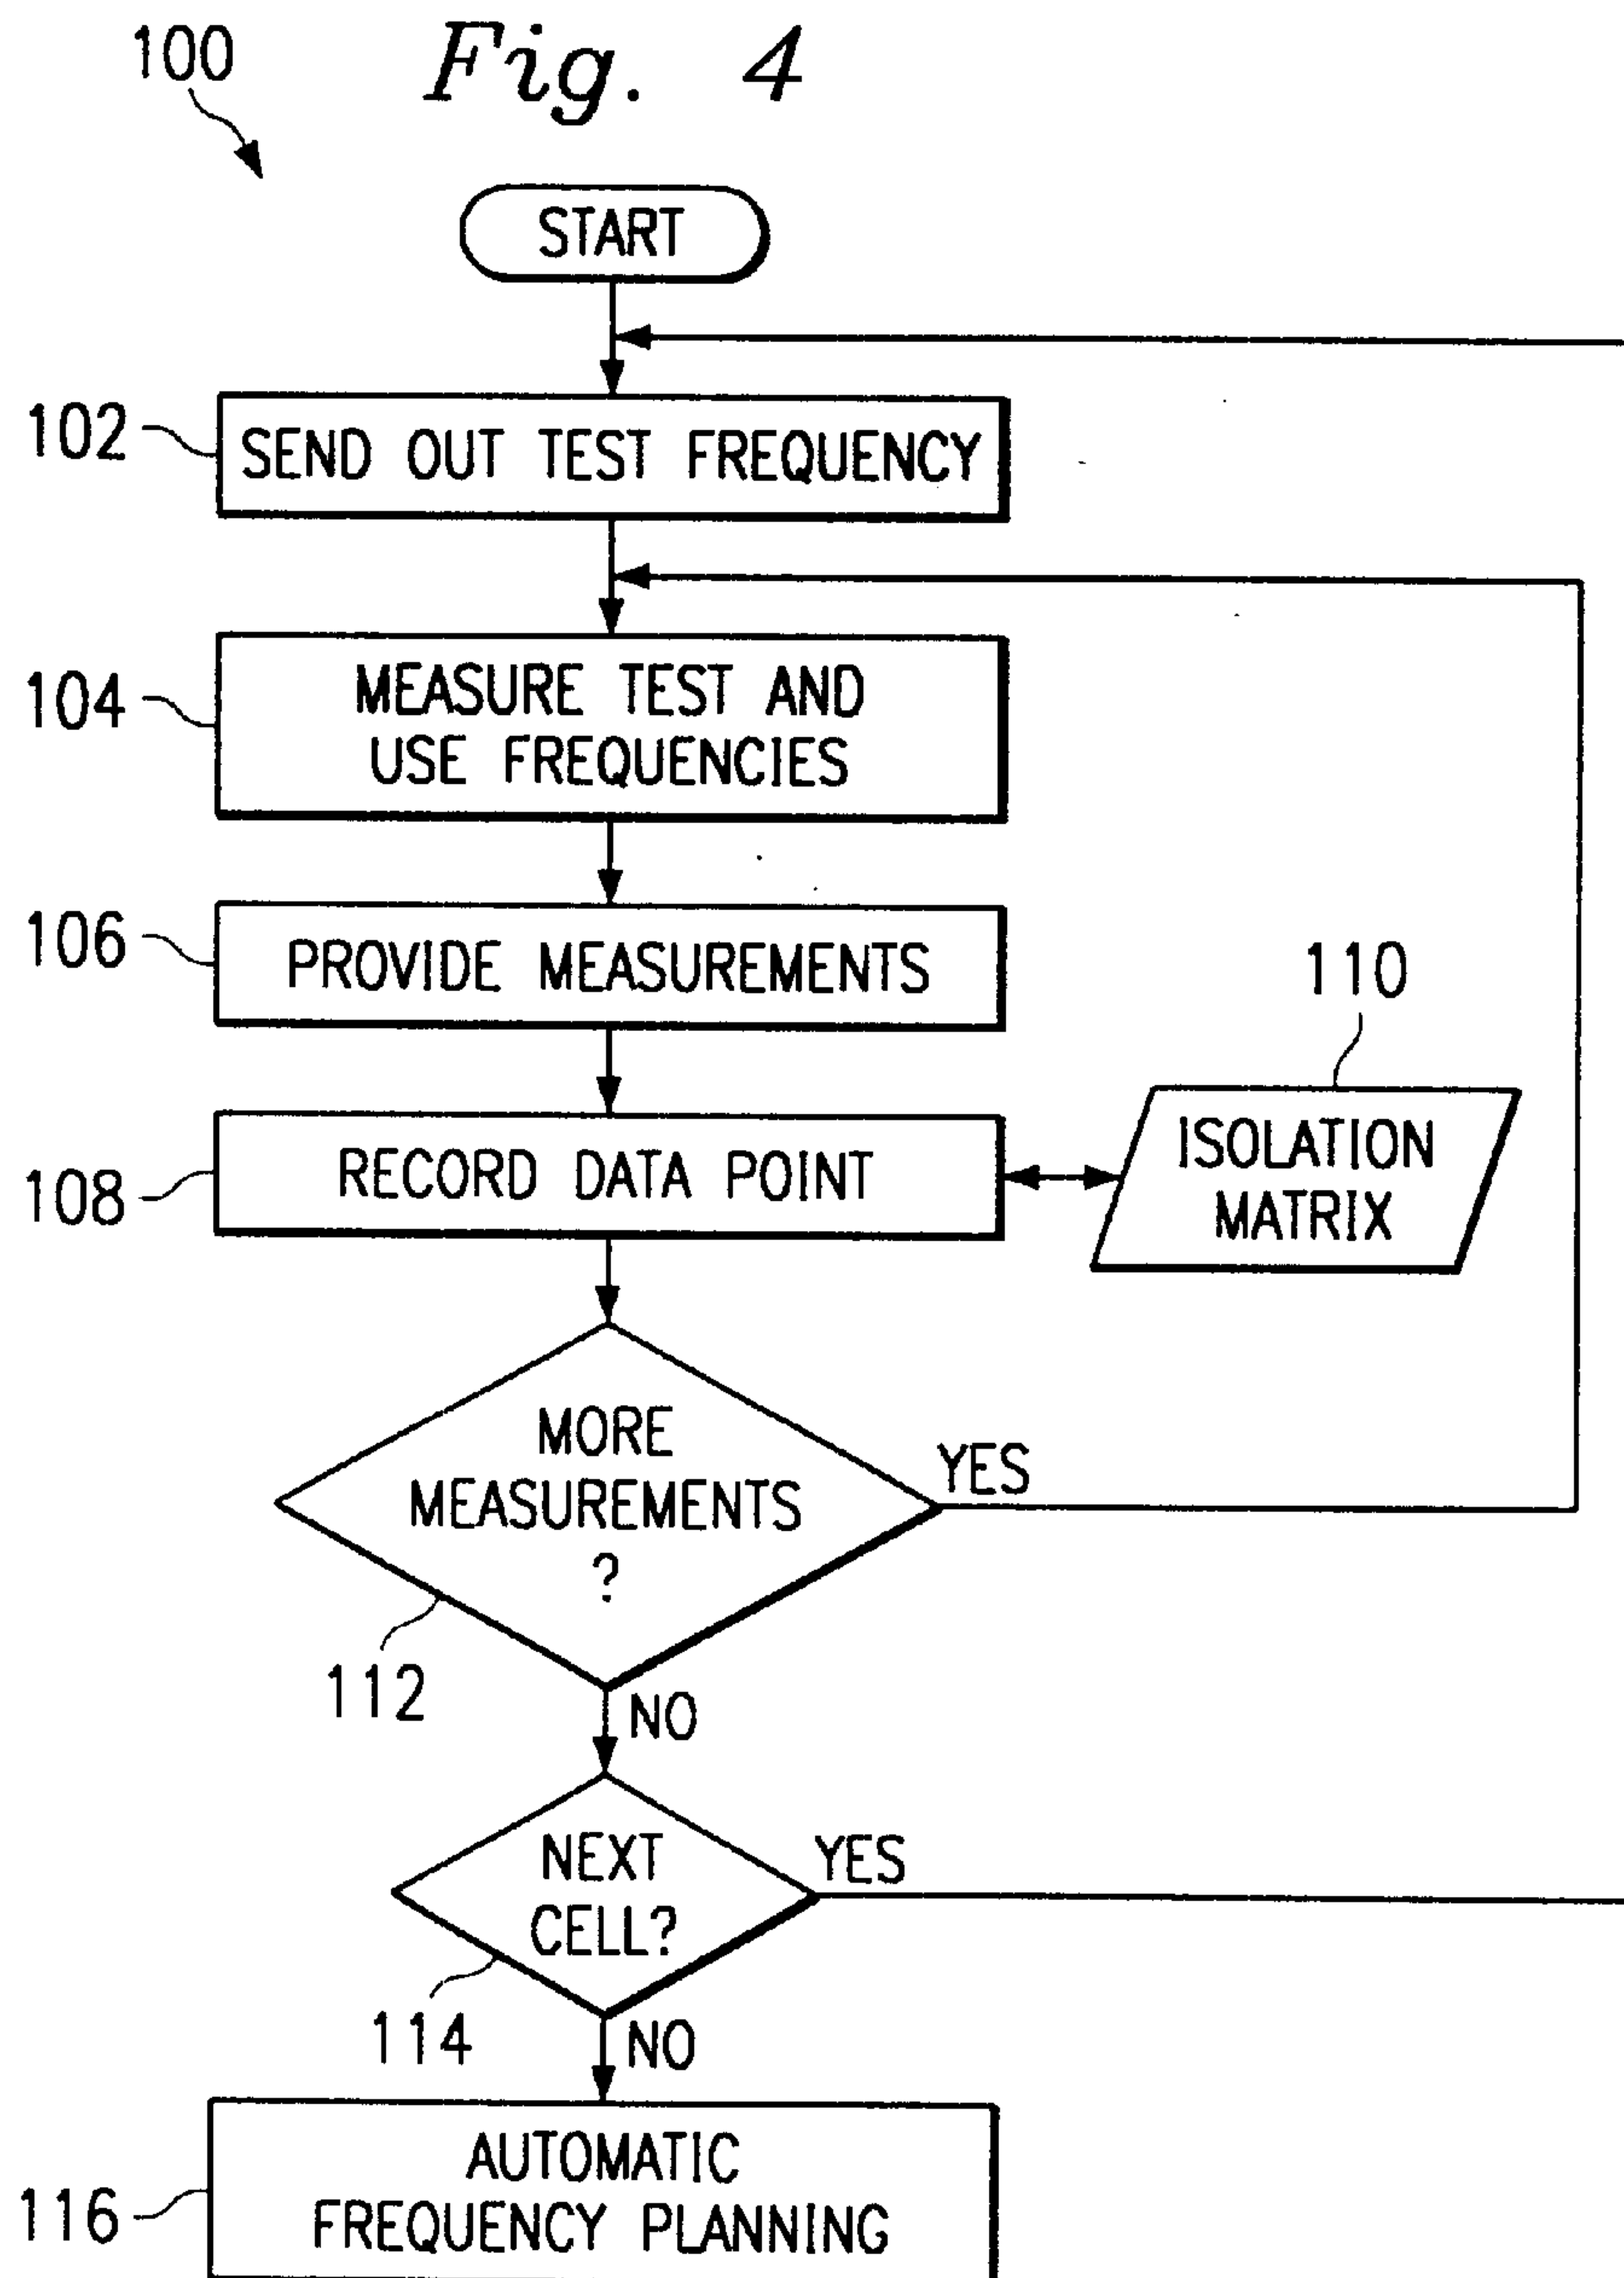 100
Fig. 4
START
102
SEND OUT TEST FREQUENCY
104
MEASURE TEST AND
USE FREQUENCIES
106
PROVIDE MEASUREMENTS
110
108
RECORD DATA POINT
ISOLATION
MATRIX
MORE
MEASUREMENTS
?
YES
112
NO
NEXT
CELL?
YES
114
NO
116
AUTOMATIC
FREQUENCY PLANNING